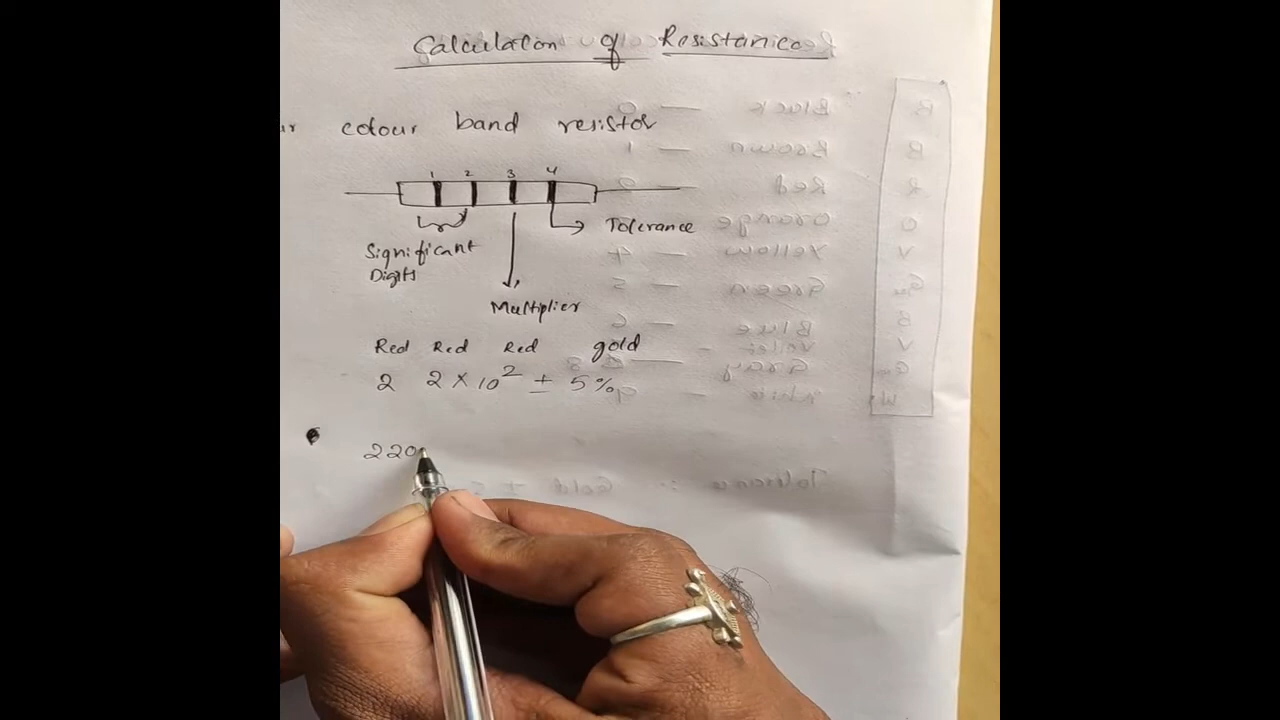 Calculation of Resistance
ur colour band resistor
1 2 3 4
Tolerance
Significant
Digits
Multiplier
Red Red Red gold
2 2 × 10² ± 5%
220